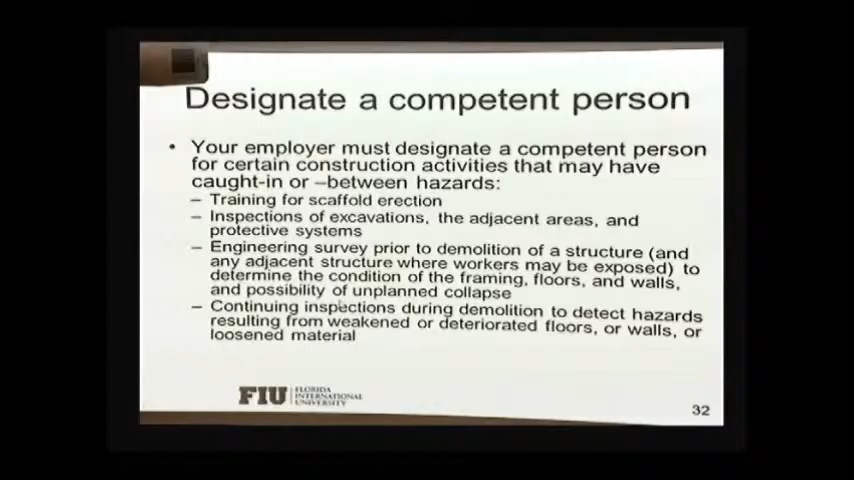 Designate a competent person
• Your employer must designate a competent person
for certain construction activities that may have
caught-in or –between hazards:
– Training for scaffold erection
– Inspections of excavations, the adjacent areas, and
protective systems
– Engineering survey prior to demolition of a structure (and
any adjacent structure where workers may be exposed) to
determine the condition of the framing, floors, and walls,
and possibility of unplanned collapse
– Continuing inspections during demolition to detect hazards
resulting from weakened or deteriorated floors, or walls, or
loosened material
FIU FLORIDA
INTERNATIONAL
UNIVERSITY
32